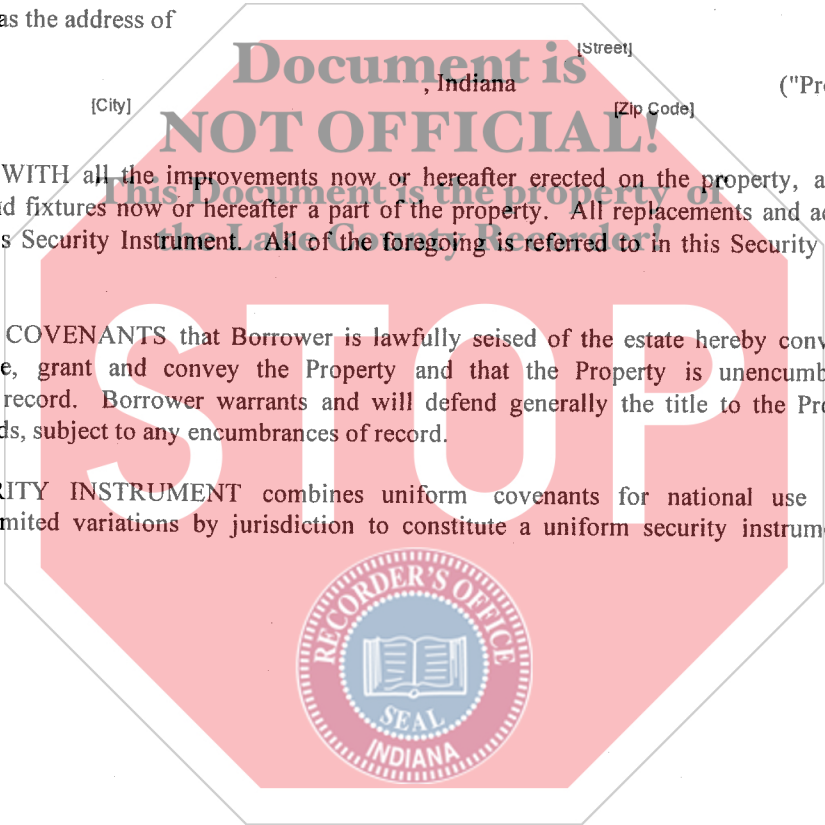 as the address of
[Street]
Document is
, Indiana ("Pr
[City] [Zip Code]
NOT OFFICIAL!
WITH all the improvements now or hereafter erected on the property, a
This Document is the property of
d fixtures now or hereafter a part of the property. All replacements and a
s Security Instrument. All of the foregoing is referred to in this Security
the Lake County Recorder!
STOP
COVENANTS that Borrower is lawfully seised of the estate hereby conv
e, grant and convey the Property and that the Property is unencumb
record. Borrower warrants and will defend generally the title to the Pr
ds, subject to any encumbrances of record.
RITY INSTRUMENT combines uniform covenants for national use
mited variations by jurisdiction to constitute a uniform security instrum
RECORDER'S OFFICE
SEAL
INDIANA